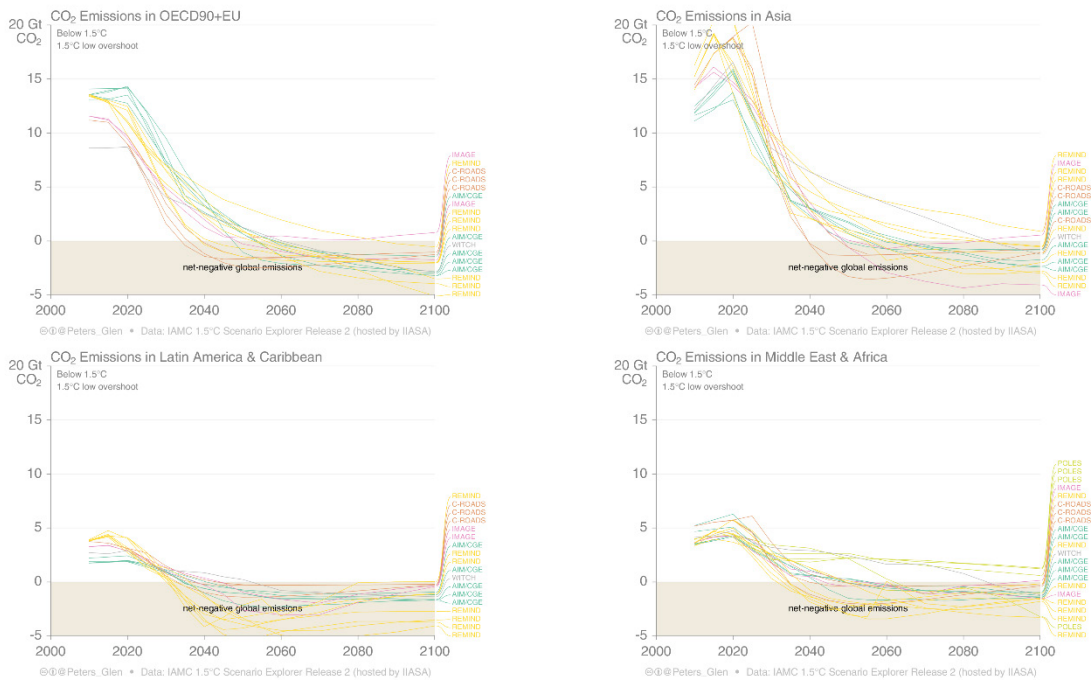 CO₂ Emissions in OECD90+EU
20 Gt
CO₂
Below 1.5°C
1.5°C low overshoot
15
10
5
0
-5
net-negative global emissions
IMAGE
REMIND
C-ROADS
C-ROADS
C-ROADS
AIM/CGE
IMAGE
REMIND
REMIND
REMIND
AIM/CGE
WITCH
AIM/CGE
AIM/CGE
AIM/CGE
REMIND
REMIND
REMIND
2000 2020 2040 2060 2080 2100
@Peters_Glen • Data: IAMC 1.5°C Scenario Explorer Release 2 (hosted by IIASA)
CO₂ Emissions in Asia
20 Gt
CO₂
Below 1.5°C
1.5°C low overshoot
15
10
5
0
-5
net-negative global emissions
REMIND
IMAGE
REMIND
REMIND
C-ROADS
C-ROADS
AIM/CGE
AIM/CGE
C-ROADS
IMAGE
WITCH
AIM/CGE
REMIND
AIM/CGE
AIM/CGE
REMIND
REMIND
IMAGE
2000 2020 2040 2060 2080 2100
@Peters_Glen • Data: IAMC 1.5°C Scenario Explorer Release 2 (hosted by IIASA)
CO₂ Emissions in Latin America & Caribbean
20 Gt
CO₂
Below 1.5°C
1.5°C low overshoot
15
10
5
0
-5
net-negative global emissions
REMIND
C-ROADS
C-ROADS
C-ROADS
IMAGE
IMAGE
AIM/CGE
REMIND
REMIND
AIM/CGE
WITCH
AIM/CGE
AIM/CGE
AIM/CGE
REMIND
REMIND
REMIND
REMIND
2000 2020 2040 2060 2080 2100
@Peters_Glen • Data: IAMC 1.5°C Scenario Explorer Release 2 (hosted by IIASA)
CO₂ Emissions in Middle East & Africa
20 Gt
CO₂
Below 1.5°C
1.5°C low overshoot
15
10
5
0
-5
net-negative global emissions
POLES
POLES
POLES
IMAGE
REMIND
C-ROADS
C-ROADS
C-ROADS
AIM/CGE
AIM/CGE
REMIND
WITCH
AIM/CGE
AIM/CGE
AIM/CGE
REMIND
IMAGE
REMIND
REMIND
POLES
REMIND
2000 2020 2040 2060 2080 2100
@Peters_Glen • Data: IAMC 1.5°C Scenario Explorer Release 2 (hosted by IIASA)